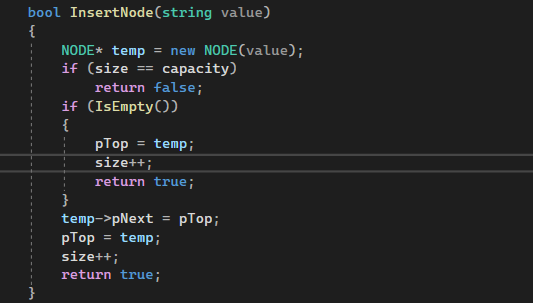 bool InsertNode(string value)
{
    NODE* temp = new NODE(value);
    if (size == capacity)
        return false;
    if (IsEmpty())
    {
        pTop = temp;
        size++;
        return true;
    }
    temp->pNext = pTop;
    pTop = temp;
    size++;
    return true;
}